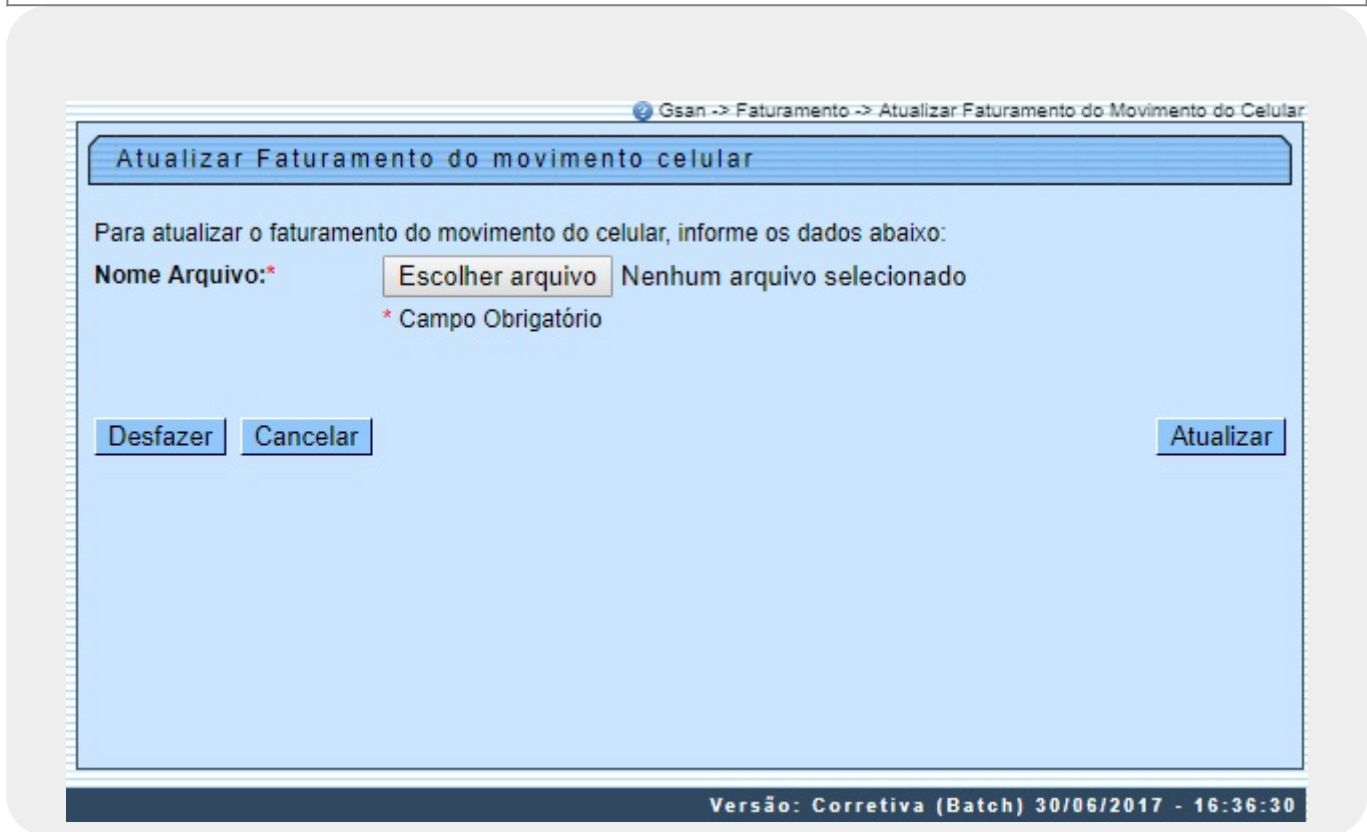 Gsan -> Faturamento -> Atualizar Faturamento do Movimento do Celular
Atualizar Faturamento do movimento celular
Para atualizar o faturamento do movimento do celular, informe os dados abaixo:
Nome Arquivo:* Escolher arquivo Nenhum arquivo selecionado
* Campo Obrigatório
Desfazer Cancelar Atualizar
Versão: Corretiva (Batch) 30/06/2017 - 16:36:30